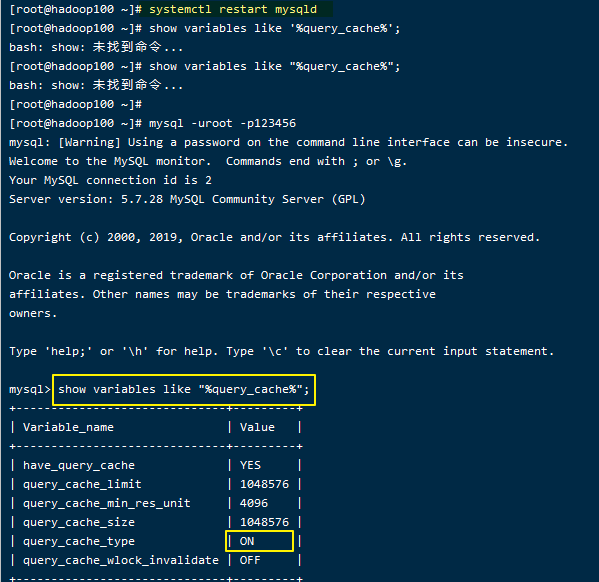 [root@hadoop100 ~]# systemctl restart mysqld
[root@hadoop100 ~]# show variables like '%query_cache%';
bash: show: 未找到命令...
[root@hadoop100 ~]# show variables like "%query_cache%";
bash: show: 未找到命令...
[root@hadoop100 ~]#
[root@hadoop100 ~]# mysql -uroot -p123456
mysql: [Warning] Using a password on the command line interface can be insecure.
Welcome to the MySQL monitor.  Commands end with ; or \g.
Your MySQL connection id is 2
Server version: 5.7.28 MySQL Community Server (GPL)
Copyright (c) 2000, 2019, Oracle and/or its affiliates. All rights reserved.
Oracle is a registered trademark of Oracle Corporation and/or its
affiliates. Other names may be trademarks of their respective
owners.
Type 'help;' or '\h' for help. Type '\c' to clear the current input statement.
mysql> show variables like "%query_cache%";
+------------------------------+---------+
| Variable_name                | Value   |
+------------------------------+---------+
| have_query_cache             | YES     |
| query_cache_limit            | 1048576 |
| query_cache_min_res_unit     | 4096    |
| query_cache_size             | 1048576 |
| query_cache_type             | ON      |
| query_cache_wlock_invalidate | OFF     |
+------------------------------+---------+